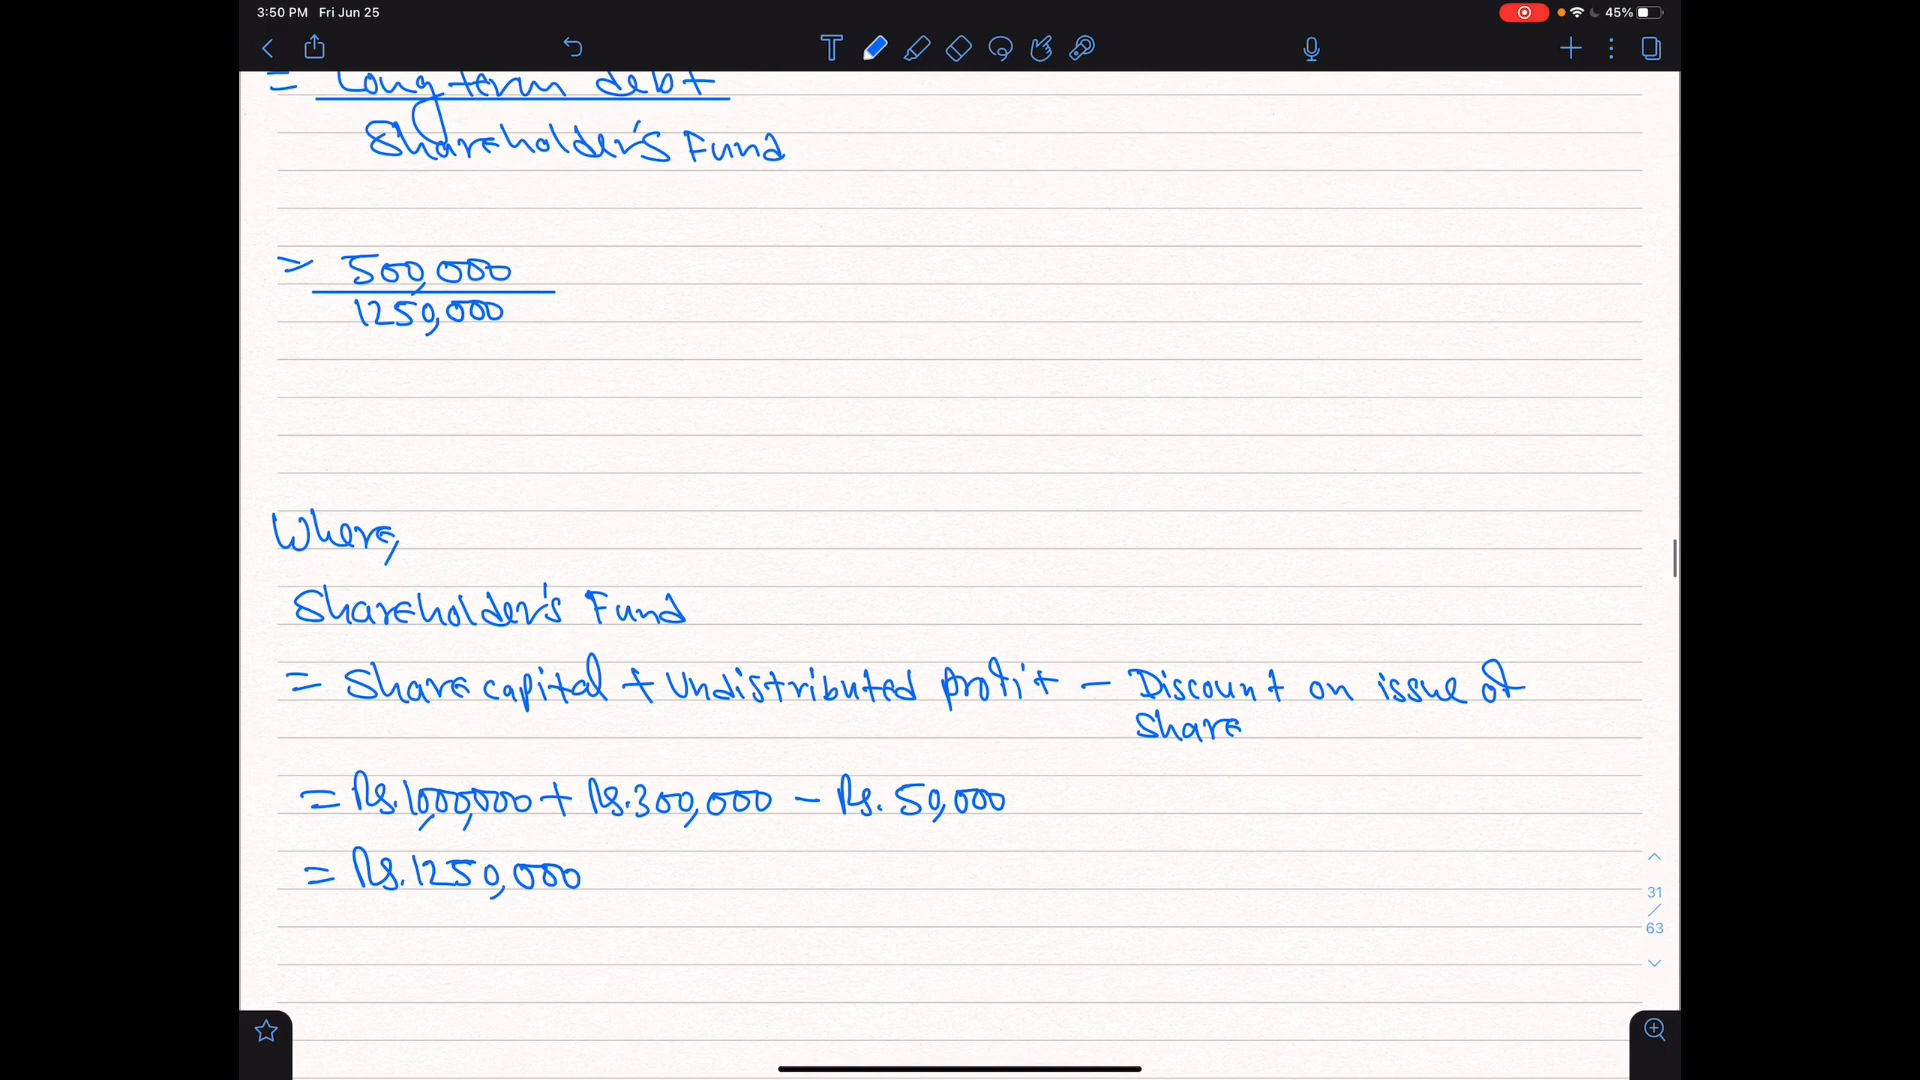 3:50 PM Fri Jun 25
45%
= Long term debt
Shareholder's Fund
= 500,000
1250,000
Where,
Shareholder's Fund
= Share capital + Undistributed profit - Discount on issue of
share
= Rs.1,000,000 + Rs.300,000 - Rs. 50,000
= Rs.1250,000
31
/
63